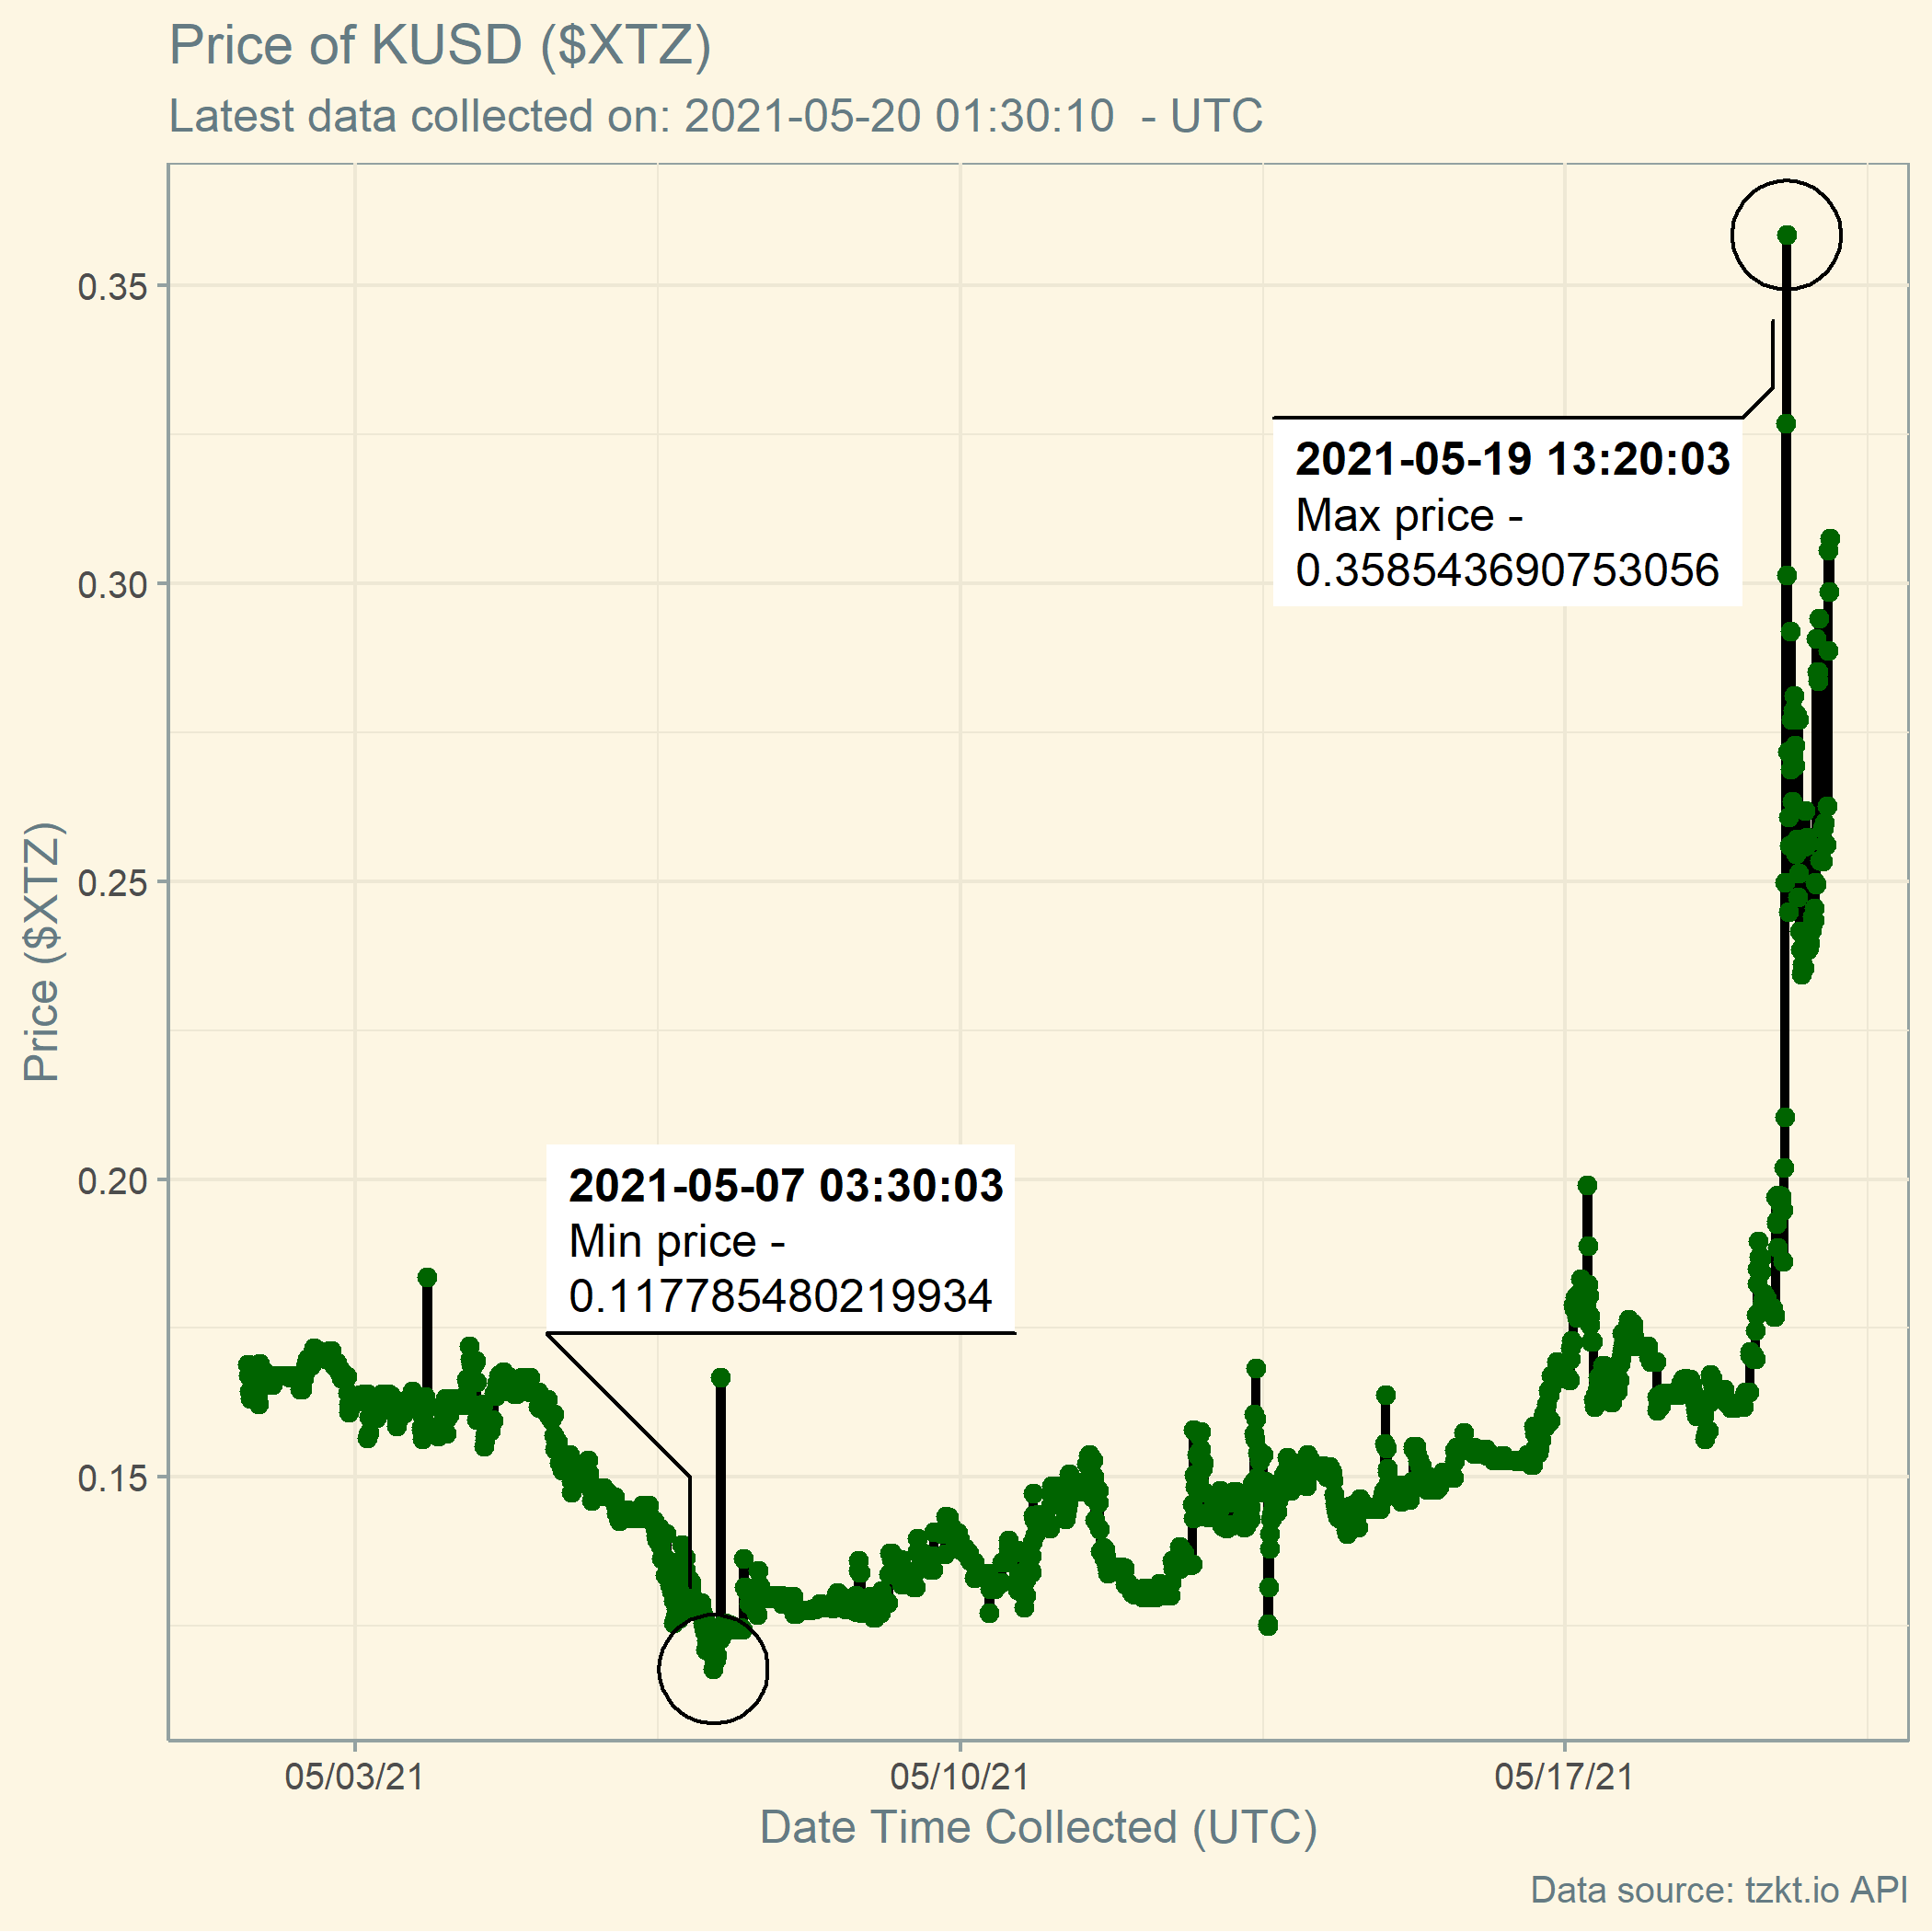 Price of KUSD ($XTZ)
Latest data collected on: 2021-05-20 01:30:10  - UTC
Price ($XTZ)
0.35
0.30
0.25
0.20
0.15
2021-05-19 13:20:03
Max price -
0.358543690753056
2021-05-07 03:30:03
Min price -
0.117785480219934
05/03/21
05/10/21
05/17/21
Date Time Collected (UTC)
Data source: tzkt.io API